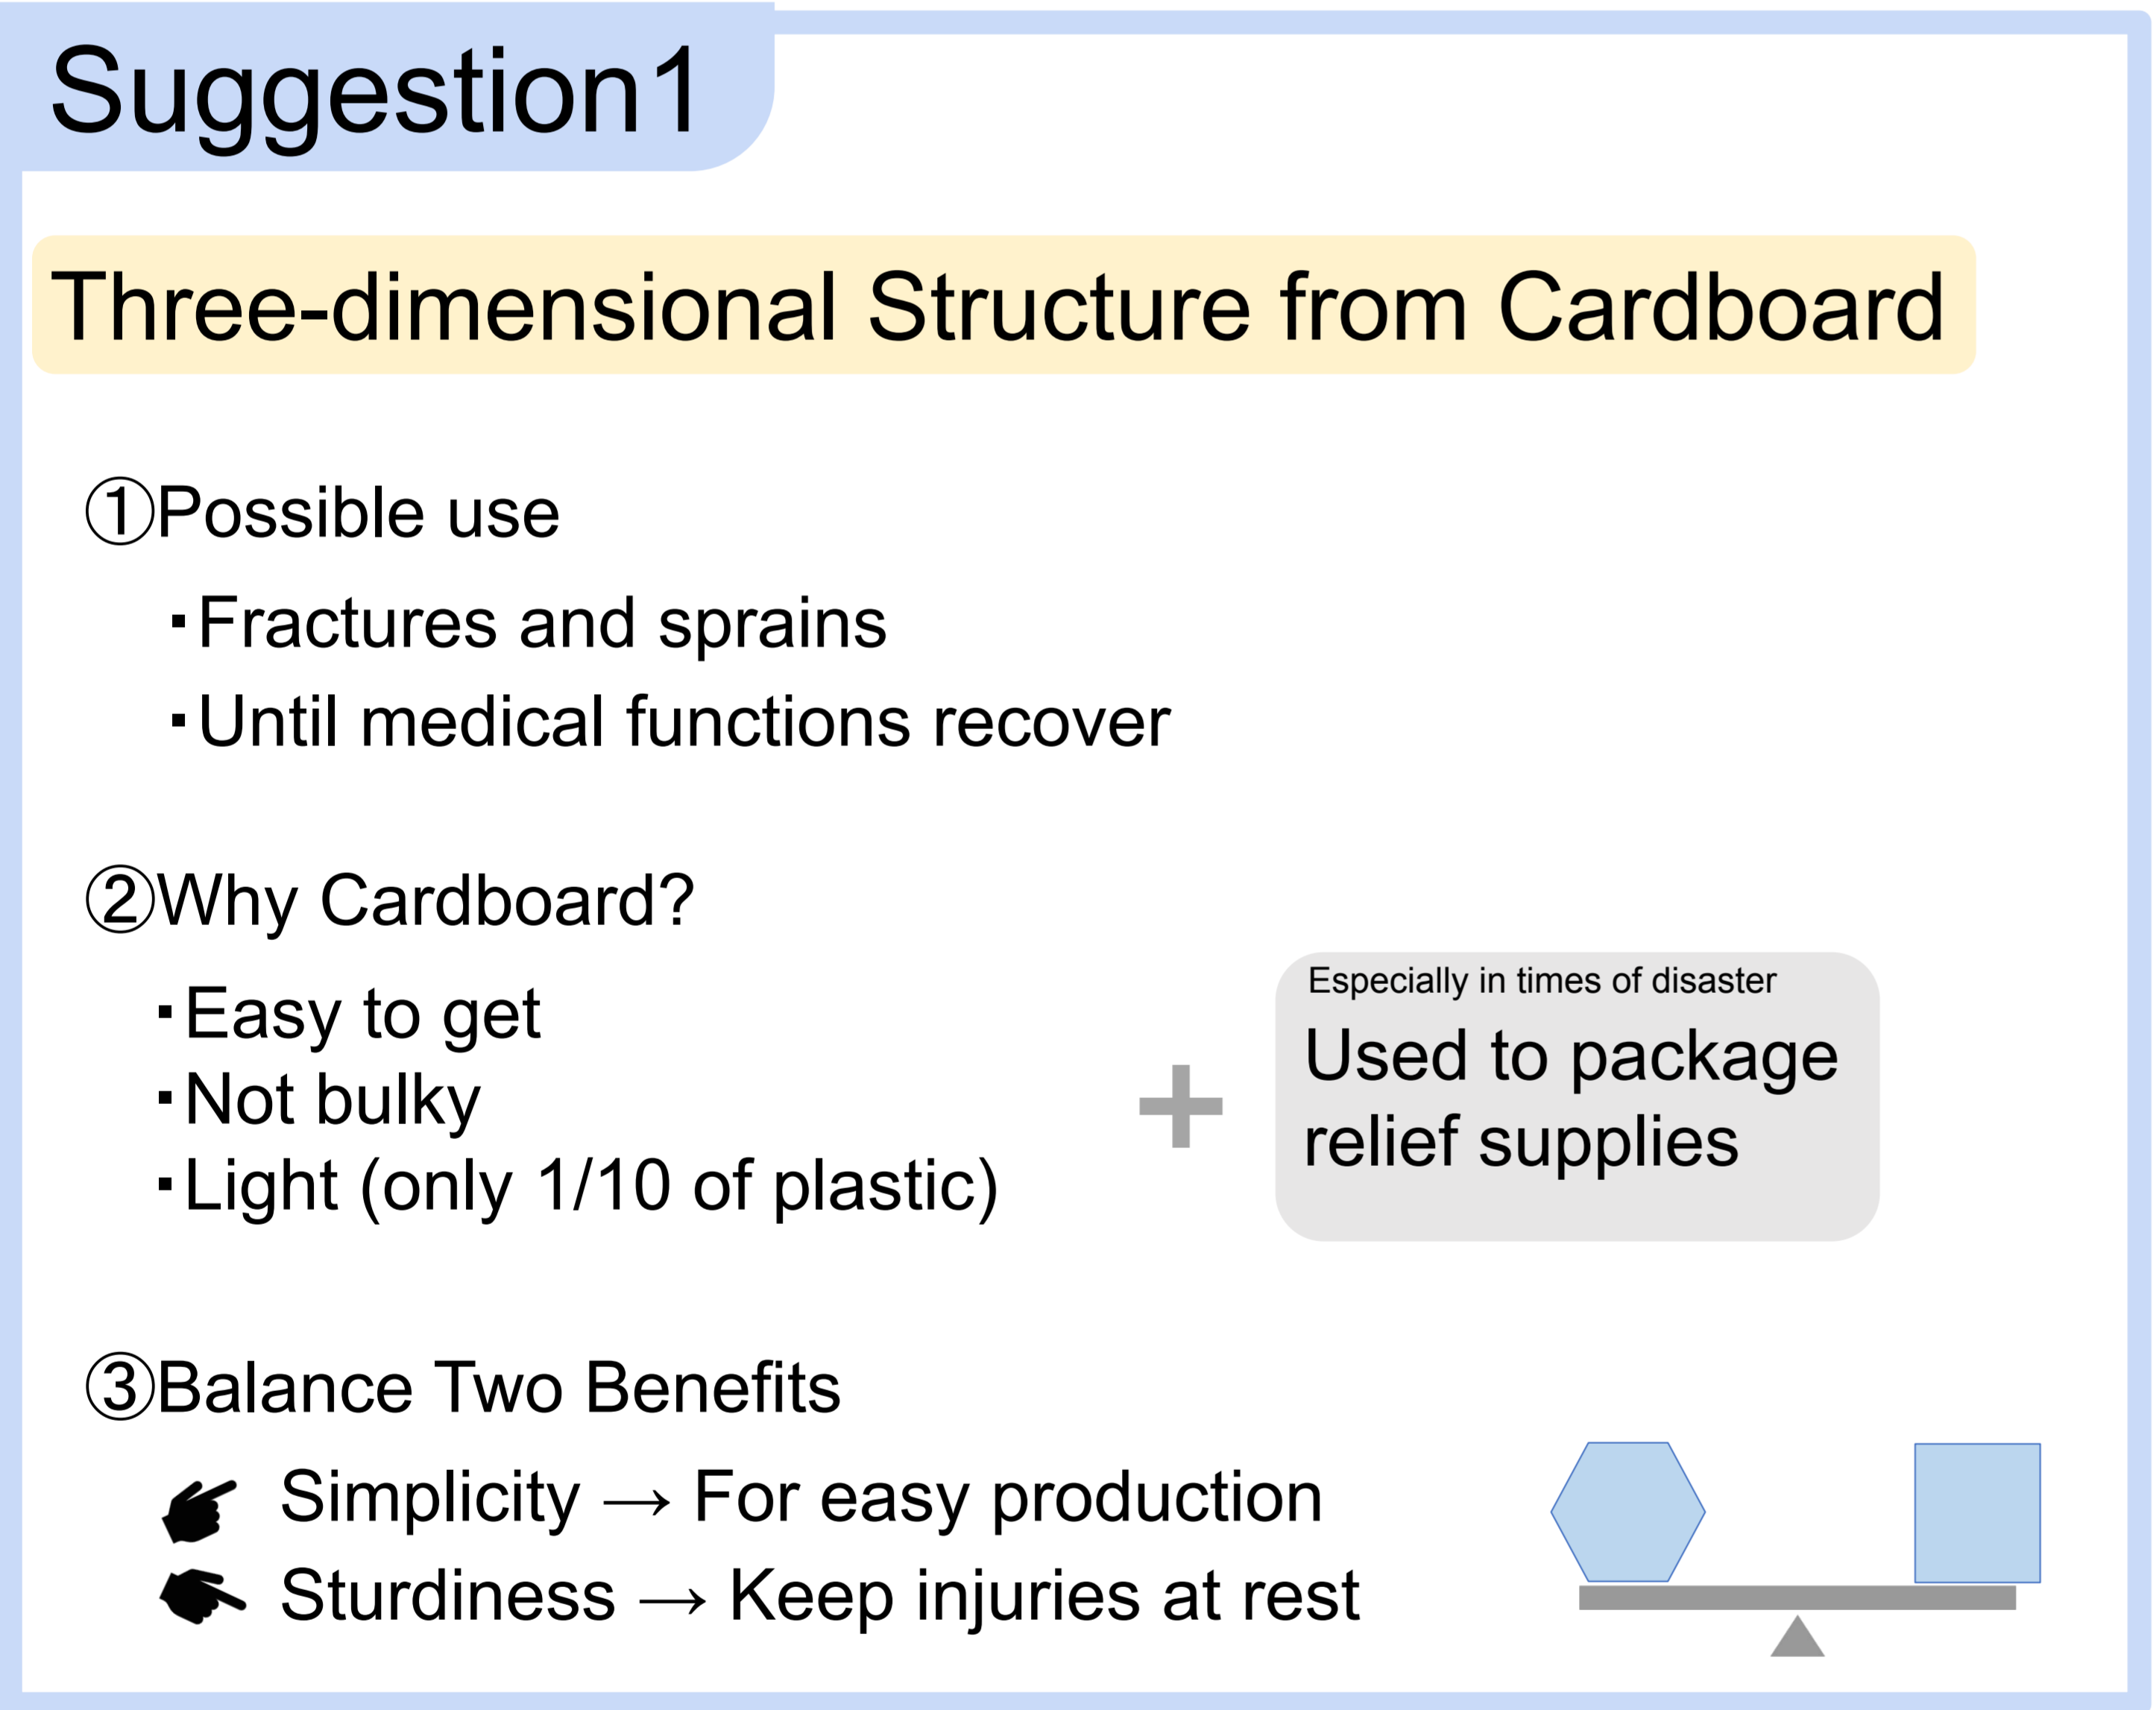 Suggestion1
Three-dimensional Structure from Cardboard
①Possible use
・Fractures and sprains
・Until medical functions recover
②Why Cardboard?
・Easy to get
・Not bulky
・Light (only 1/10 of plastic)
+
Especially in times of disaster
Used to package
relief supplies
③Balance Two Benefits
Simplicity → For easy production
Sturdiness → Keep injuries at rest